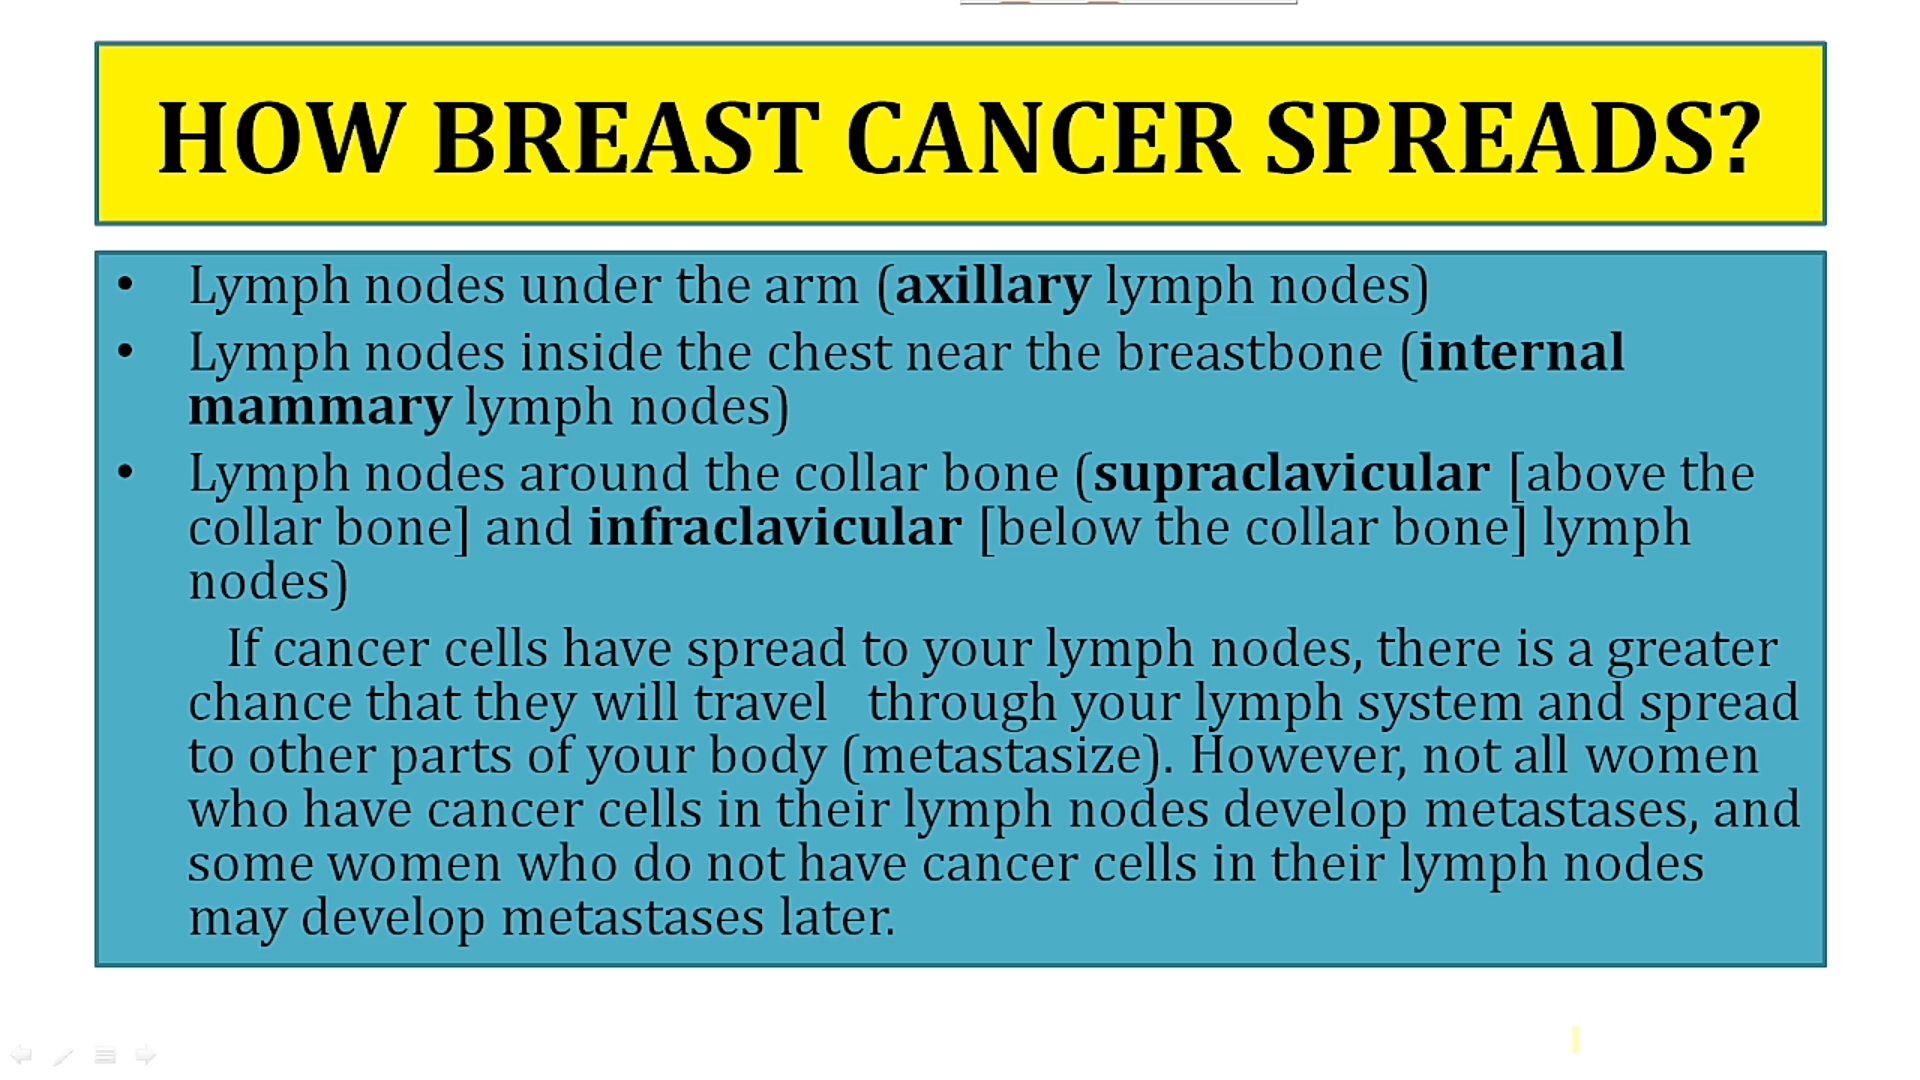 HOW BREAST CANCER SPREADS?
• Lymph nodes under the arm (axillary lymph nodes)
• Lymph nodes inside the chest near the breastbone (internal
mammary lymph nodes)
• Lymph nodes around the collar bone (supraclavicular [above the
collar bone] and infraclavicular [below the collar bone] lymph
nodes)
If cancer cells have spread to your lymph nodes, there is a greater
chance that they will travel through your lymph system and spread
to other parts of your body (metastasize). However, not all women
who have cancer cells in their lymph nodes develop metastases, and
some women who do not have cancer cells in their lymph nodes
may develop metastases later.